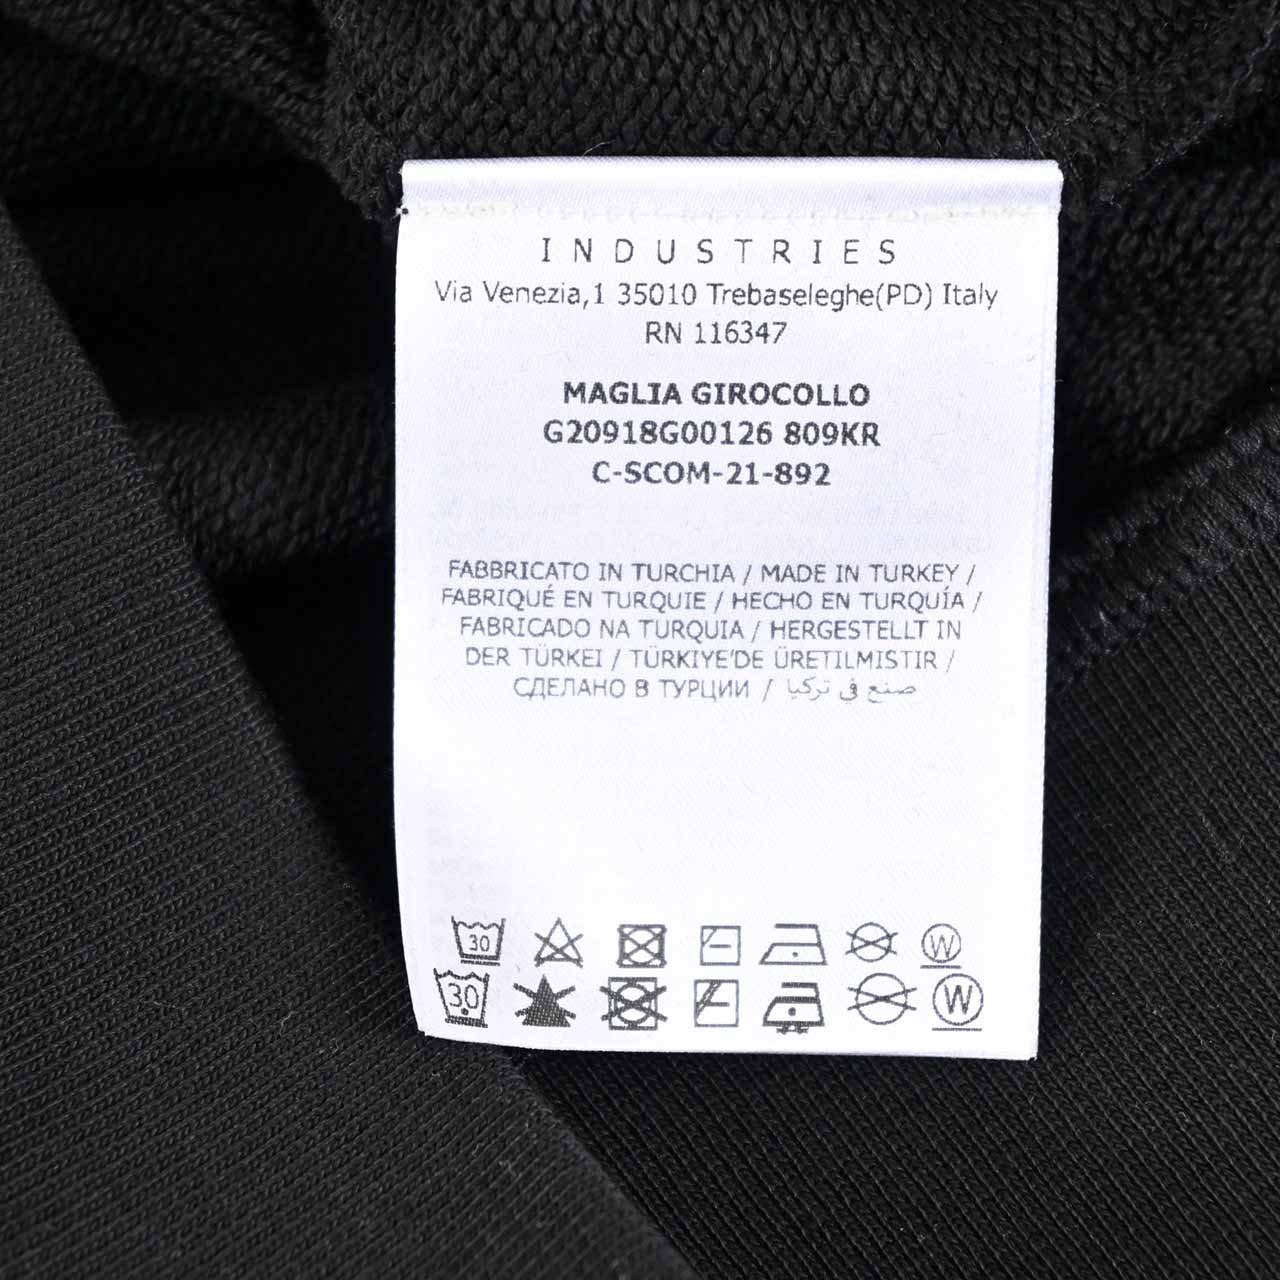 INDUSTRIES
Via Venezia,1 35010 Trebaseleghe(PD) Italy
RN 116347
MAGLIA GIROCOLLO
G20918G00126 809KR
C-SCOM-21-892
FABBRICATO IN TURCHIA / MADE IN TURKEY /
FABRIQUÉ EN TURQUIE / HECHO EN TURQUÍA /
FABRICADO NA TURQUIA / HERGESTELLT IN
DER TÜRKEI / TÜRKIYE'DE ÜRETILMISTIR /
СДЕЛАНО В ТУРЦИИ / صنع في تركيا
30 W
30 W